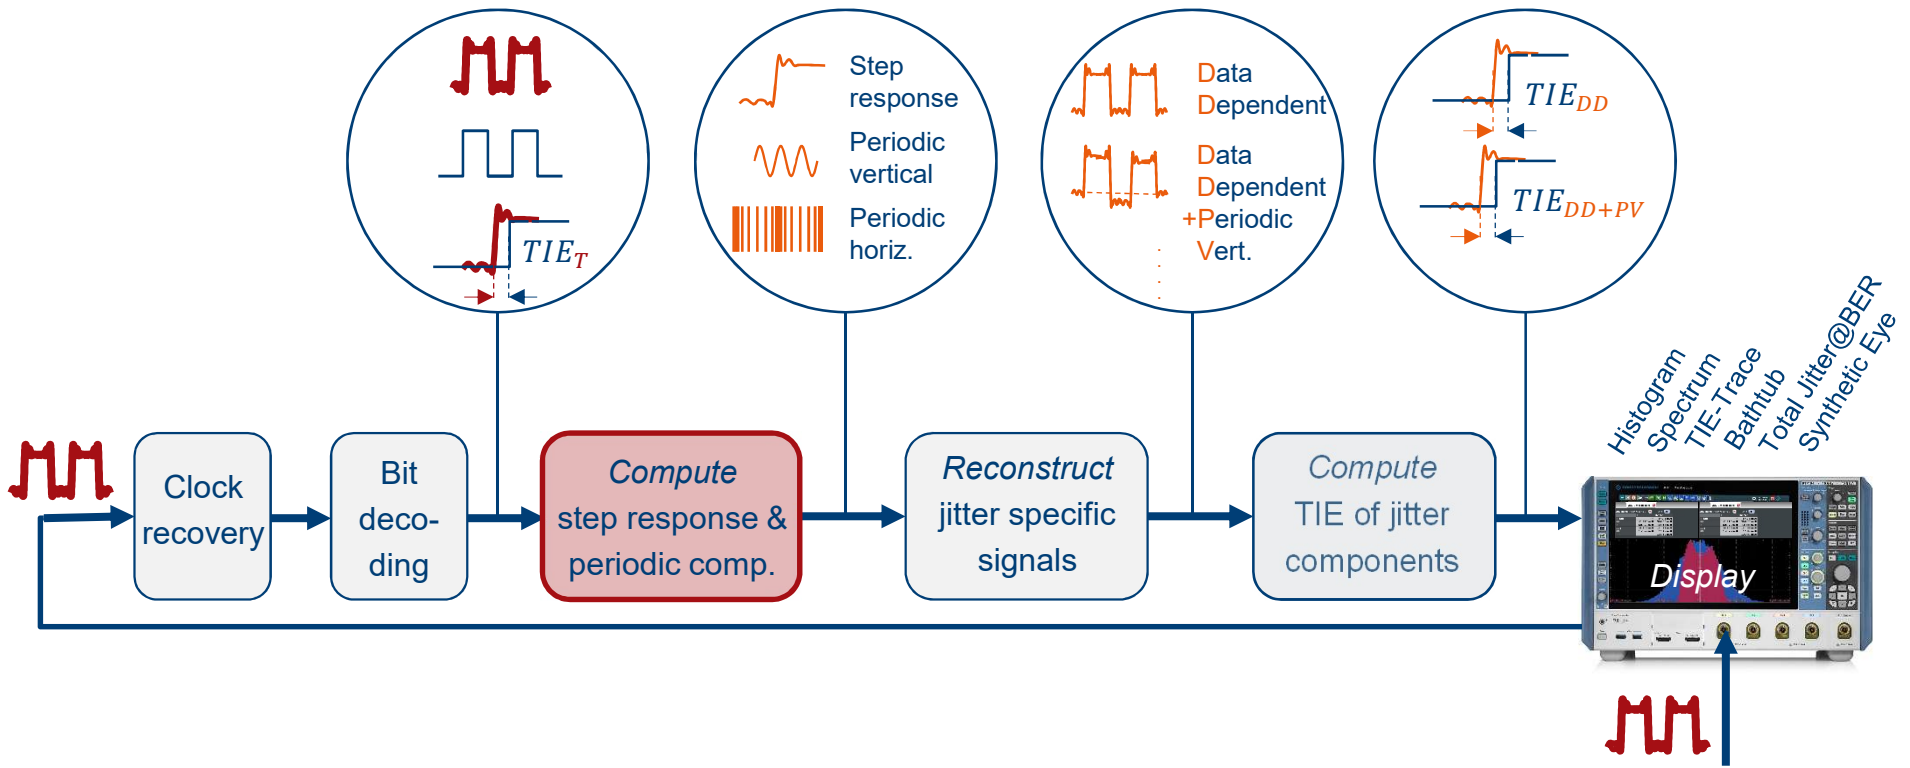 TIE_T
Step
response
Periodic
vertical
Periodic
horiz.
Data
Dependent
Data
Dependent
+Periodic
Vert.
TIE_DD
TIE_DD+PV
Histogram
Spectrum
TIE-Trace
Bathtub
Total Jitter@BER
Synthetic Eye
Clock
recovery
Bit
deco-
ding
Compute
step response &
periodic comp.
Reconstruct
jitter specific
signals
Compute
TIE of jitter
components
Display